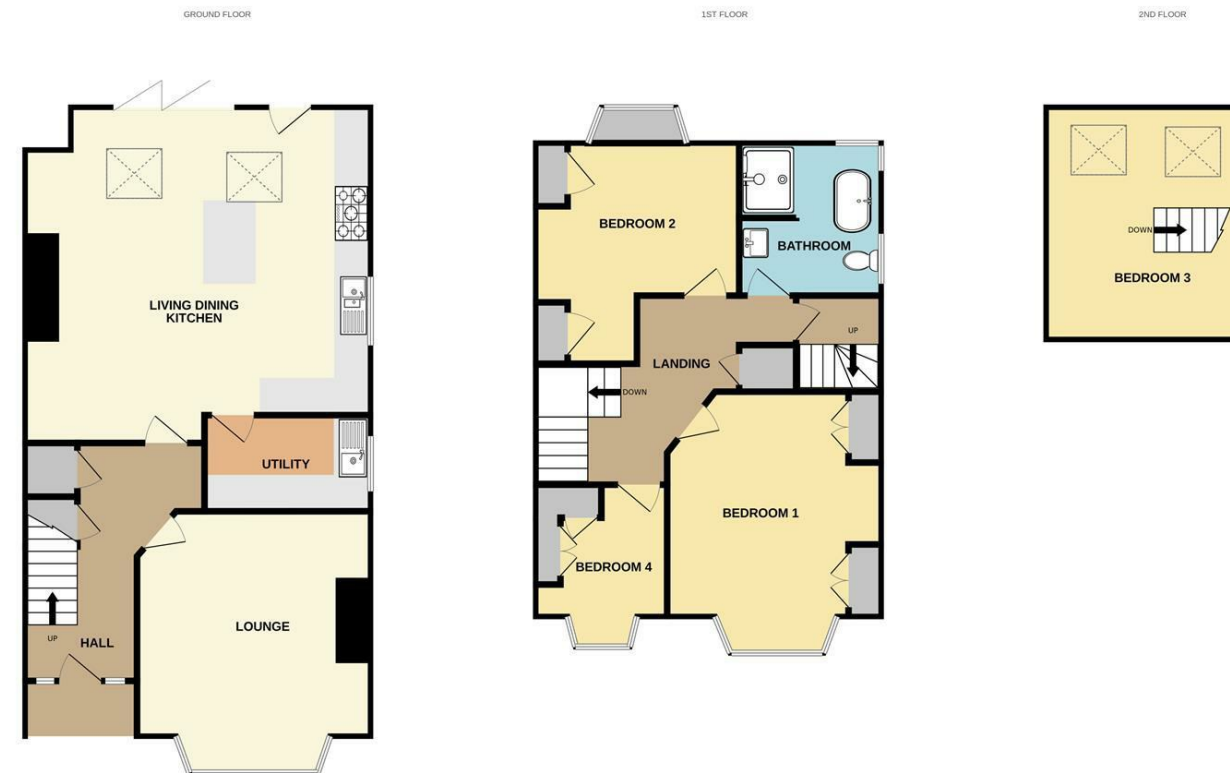 GROUND FLOOR
1ST FLOOR
2ND FLOOR
LIVING DINING
KITCHEN
UTILITY
LOUNGE
UP
HALL
BEDROOM 2
BATHROOM
UP
LANDING
DOWN
BEDROOM 1
BEDROOM 4
DOWN
BEDROOM 3